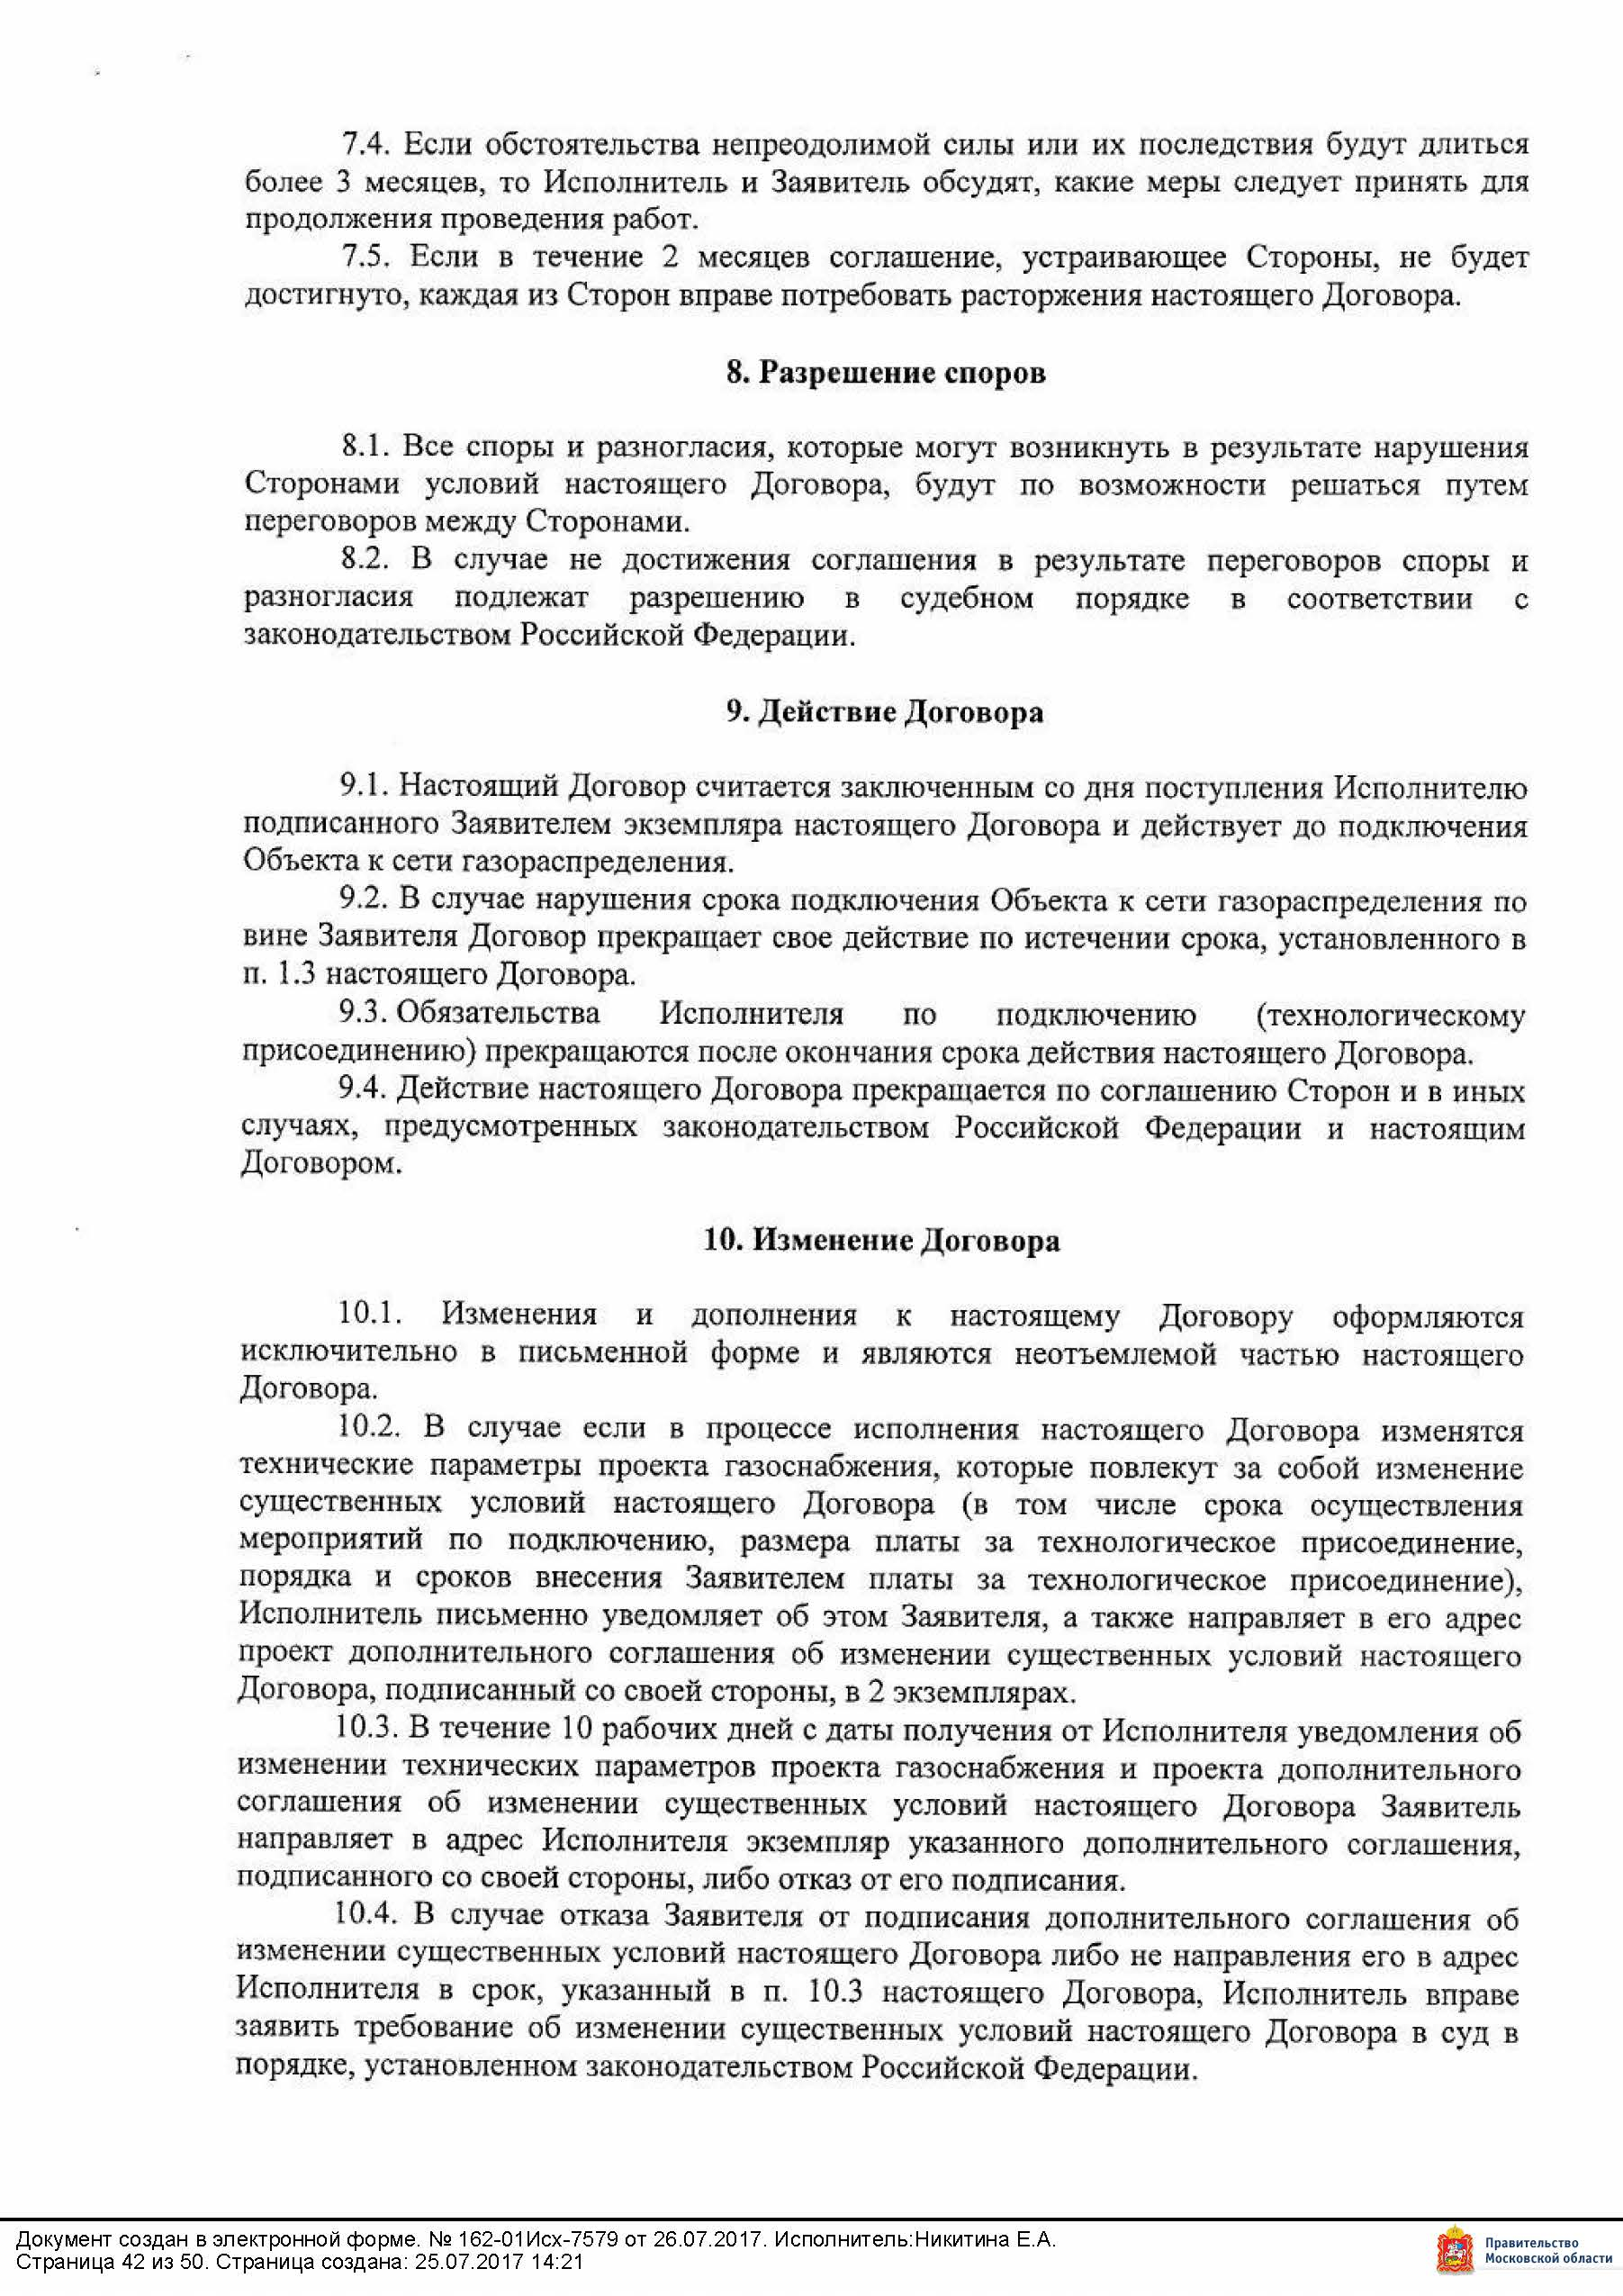 7.4. Если обстоятельства непреодолимой силы или их последствия будут длиться
более 3 месяцев, то Исполнитель и Заявитель обсудят, какие меры следует принять для
продолжения проведения работ.
7.5. Если в течение 2 месяцев соглашение, устраивающее Стороны, не будет
достигнуто, каждая из Сторон вправе потребовать расторжения настоящего Договора.
8. Разрешение споров
8.1. Все споры и разногласия, которые могут возникнуть в результате нарушения
Сторонами условий настоящего Договора, будут по возможности решаться путем
переговоров между Сторонами.
8.2. В случае не достижения соглашения в результате переговоров споры и
разногласия подлежат разрешению в судебном порядке в соответствии с
законодательством Российской Федерации.
9. Действие Договора
9.1. Настоящий Договор считается заключенным со дня поступления Исполнителю
подписанного Заявителем экземпляра настоящего Договора и действует до подключения
Объекта к сети газораспределения.
9.2. В случае нарушения срока подключения Объекта к сети газораспределения по
вине Заявителя Договор прекращает свое действие по истечении срока, установленного в
п. 1.3 настоящего Договора.
9.3. Обязательства Исполнителя по подключению (технологическому
присоединению) прекращаются после окончания срока действия настоящего Договора.
9.4. Действие настоящего Договора прекращается по соглашению Сторон и в иных
случаях, предусмотренных законодательством Российской Федерации и настоящим
Договором.
10. Изменение Договора
10.1. Изменения и дополнения к настоящему Договору оформляются
исключительно в письменной форме и являются неотъемлемой частью настоящего
Договора.
10.2. В случае если в процессе исполнения настоящего Договора изменятся
технические параметры проекта газоснабжения, которые повлекут за собой изменение
существенных условий настоящего Договора (в том числе срока осуществления
мероприятий по подключению, размера платы за технологическое присоединение,
порядка и сроков внесения Заявителем платы за технологическое присоединение),
Исполнитель письменно уведомляет об этом Заявителя, а также направляет в его адрес
проект дополнительного соглашения об изменении существенных условий настоящего
Договора, подписанный со своей стороны, в 2 экземплярах.
10.3. В течение 10 рабочих дней с даты получения от Исполнителя уведомления об
изменении технических параметров проекта газоснабжения и проекта дополнительного
соглашения об изменении существенных условий настоящего Договора Заявитель
направляет в адрес Исполнителя экземпляр указанного дополнительного соглашения,
подписанного со своей стороны, либо отказ от его подписания.
10.4. В случае отказа Заявителя от подписания дополнительного соглашения об
изменении существенных условий настоящего Договора либо не направления его в адрес
Исполнителя в срок, указанный в п. 10.3 настоящего Договора, Исполнитель вправе
заявить требование об изменении существенных условий настоящего Договора в суд в
порядке, установленном законодательством Российской Федерации.
Документ создан в электронной форме. № 162-01Исх-7579 от 26.07.2017. Исполнитель:Никитина Е.А.
Страница 42 из 50. Страница создана: 25.07.2017 14:21
Правительство
Московской области